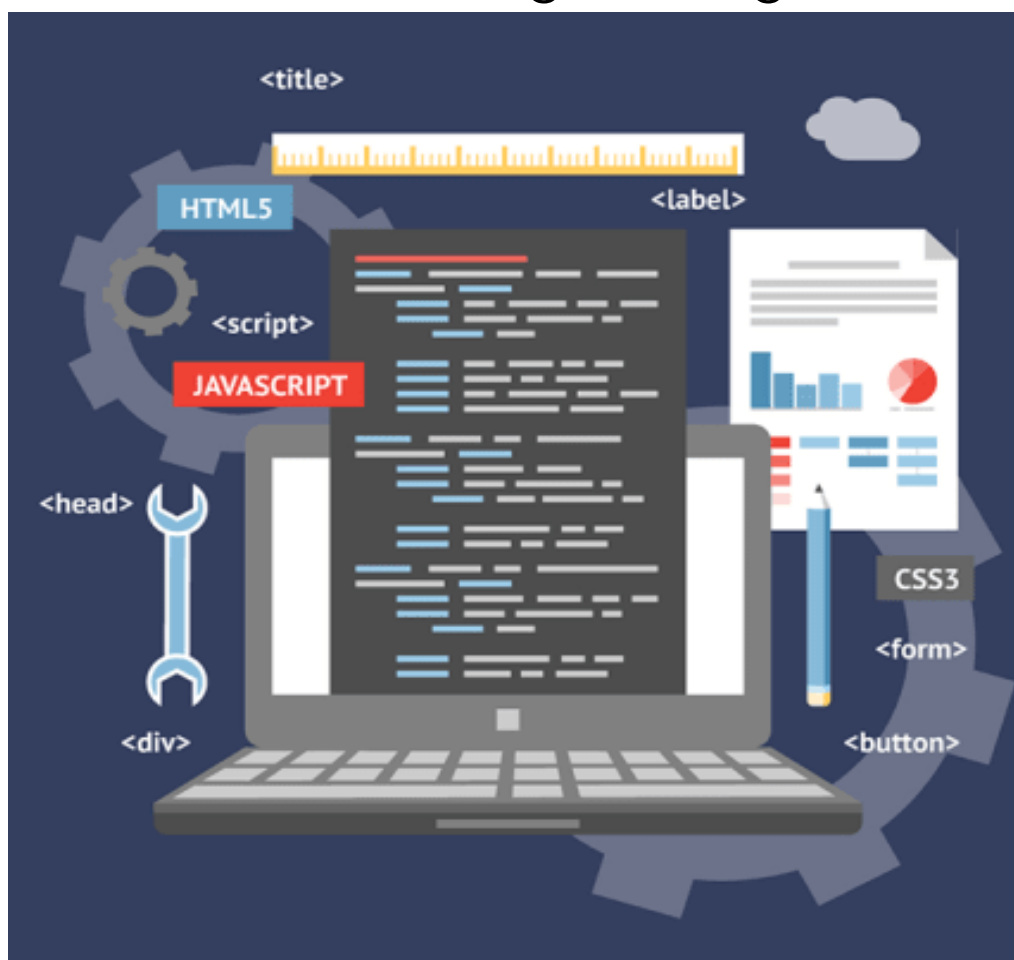 <title>
<label>
HTML5
<script>
JAVASCRIPT
<head>
CSS3
<form>
<div>
<button>